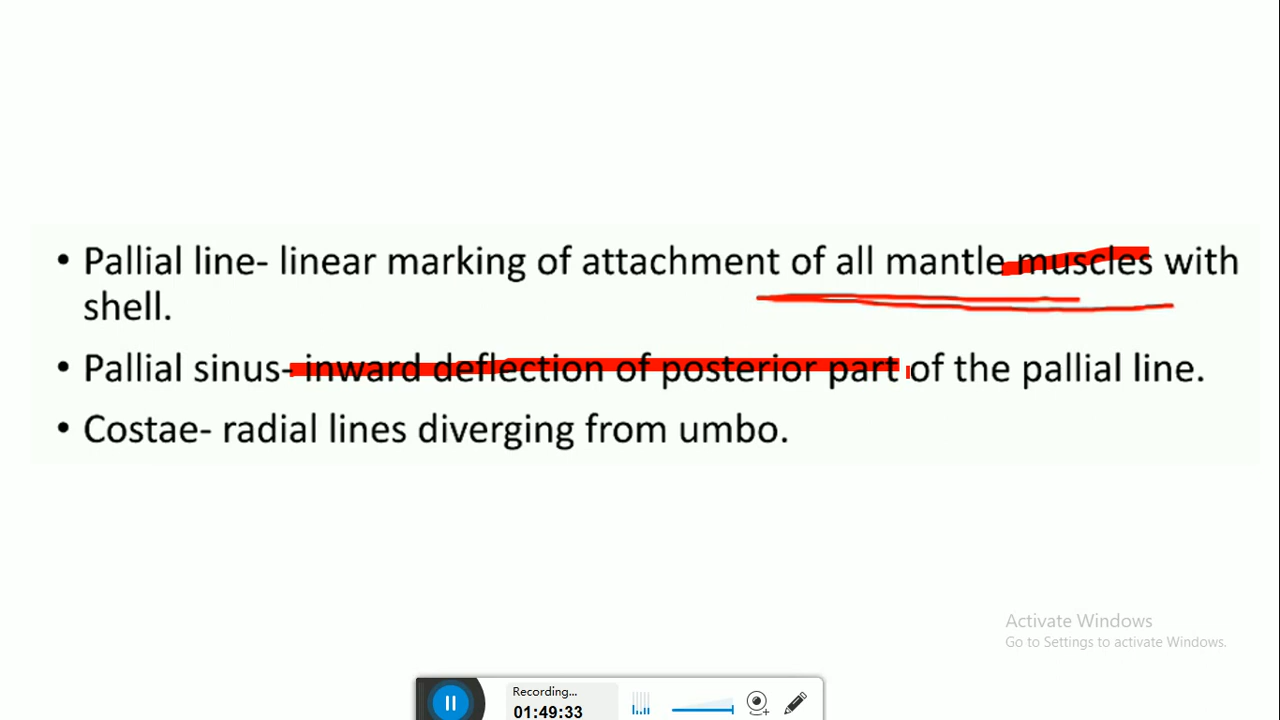 • Pallial line- linear marking of attachment of all mantle muscles with
shell.
• Pallial sinus- inward deflection of posterior part of the pallial line.
• Costae- radial lines diverging from umbo.
Activate Windows
Go to Settings to activate Windows.
Recording...
01:49:33